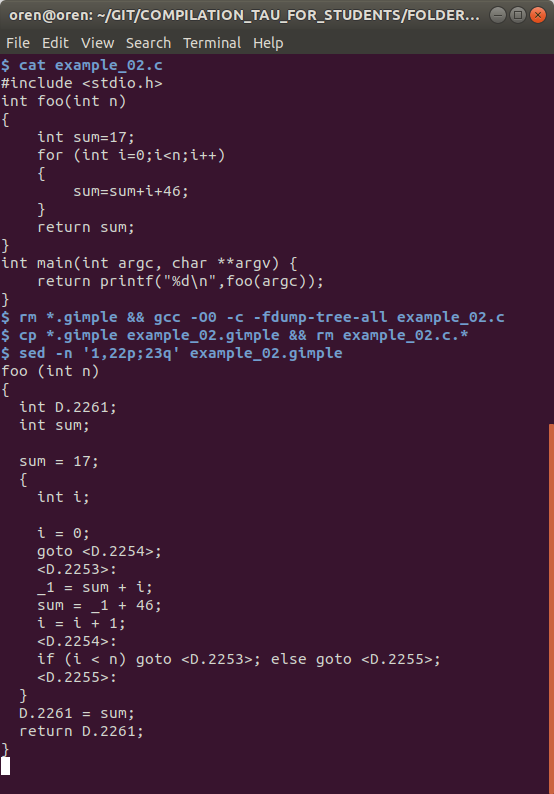 oren@oren: ~/GIT/COMPILATION_TAU_FOR_STUDENTS/FOLDER...
File Edit View Search Terminal Help
$ cat example_02.c
#include <stdio.h>
int foo(int n)
{
    int sum=17;
    for (int i=0;i<n;i++)
    {
        sum=sum+i+46;
    }
    return sum;
}
int main(int argc, char **argv) {
    return printf("%d\n",foo(argc));
}
$ rm *.gimple && gcc -O0 -c -fdump-tree-all example_02.c
$ cp *.gimple example_02.gimple && rm example_02.c.*
$ sed -n '1,22p;23q' example_02.gimple
foo (int n)
{
  int D.2261;
  int sum;

  sum = 17;
  {
    int i;

    i = 0;
    goto <D.2254>;
    <D.2253>:
    _1 = sum + i;
    sum = _1 + 46;
    i = i + 1;
    <D.2254>:
    if (i < n) goto <D.2253>; else goto <D.2255>;
    <D.2255>:
  }
  D.2261 = sum;
  return D.2261;
}